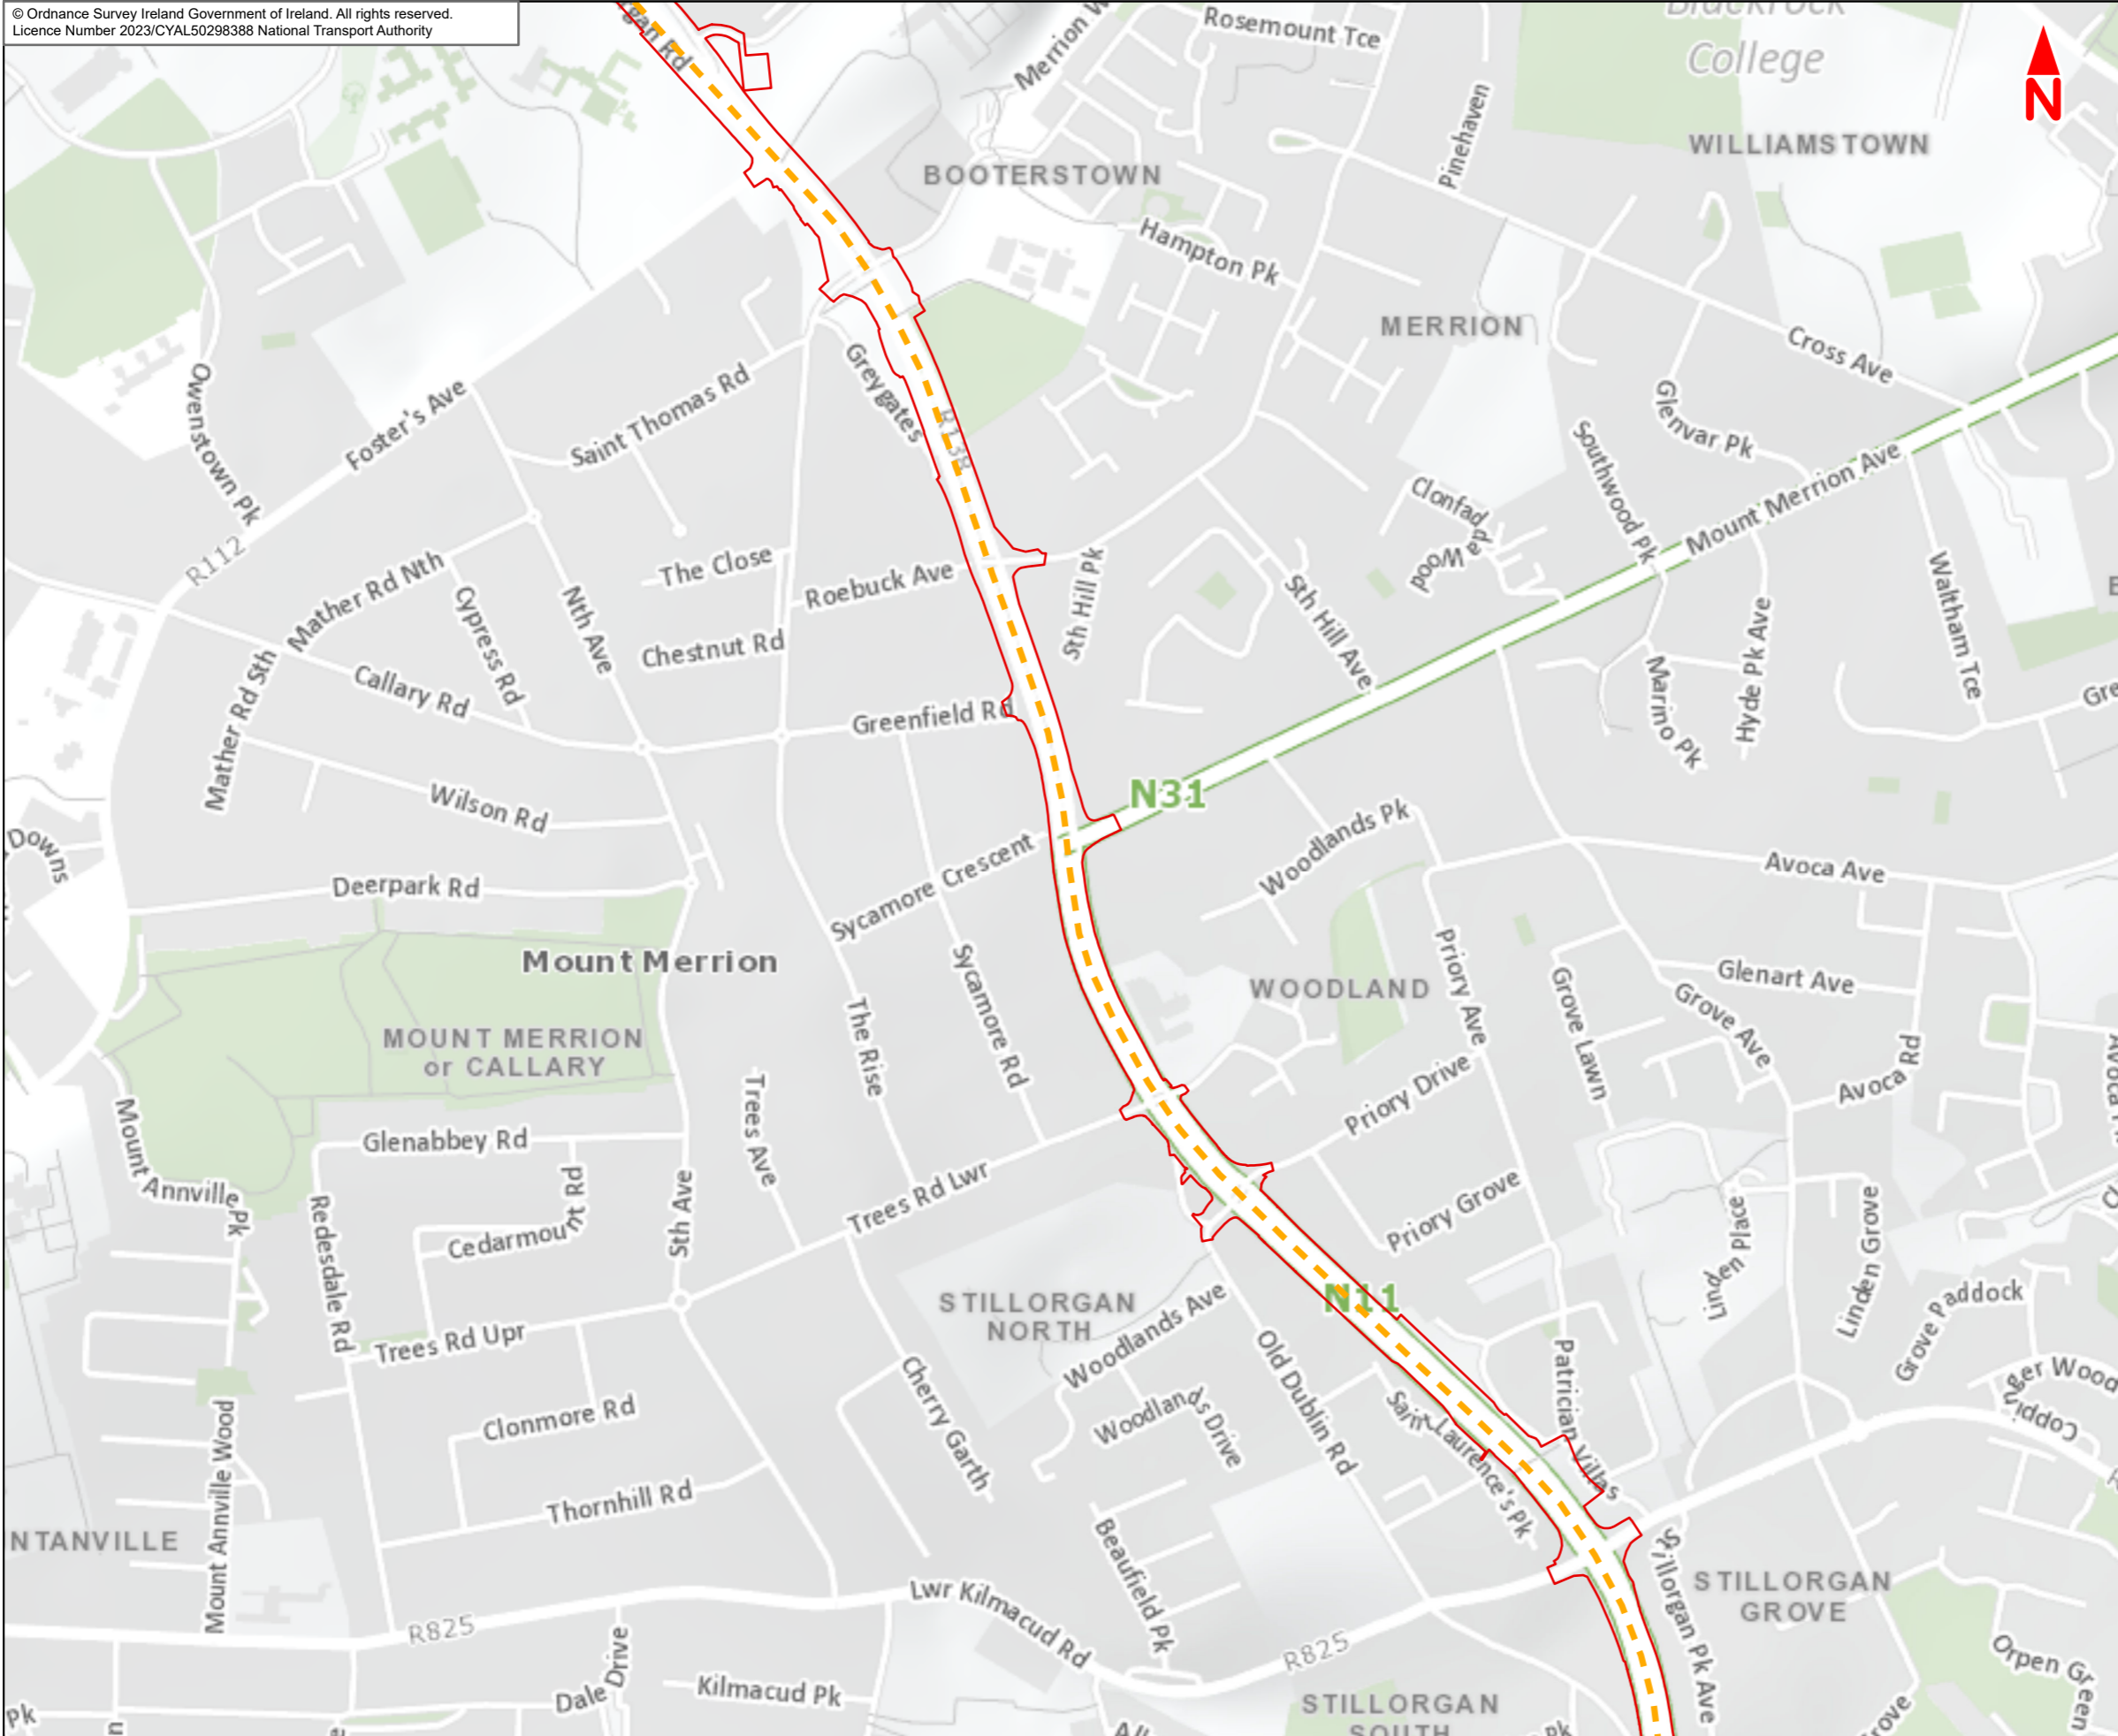 © Ordnance Survey Ireland Government of Ireland. All rights reserved.
Licence Number 2023/CYAL50298388 National Transport Authority
Rd
Merrion
Rosemount Tce
College
N
Pinehaven
WILLIAMSTOWN
BOOTERSTOWN
Hampton Pk
MERRION
Cross Ave
Owenstown Pk
Foster's Ave
Saint Thomas Rd
Greygates
R138
Glenvar Pk
Southwood Pk
Mount Merrion Ave
Clonfadda Wood
R112
Mather Rd Nth
The Close
Roebuck Ave
Sth Hill Pk
Sth Hill Ave
Waltham Tce
Cypress Rd
Nth Ave
Chestnut Rd
Mather Rd Sth
Callary Rd
Greenfield Rd
Marino Pk
Hyde Pk Ave
N31
Wilson Rd
Downs
Woodlands Pk
Avoca Ave
Deerpark Rd
Sycamore Crescent
Mount Merrion
Sycamore Rd
WOODLAND
Priory Ave
Glenart Ave
Grove Lawn
Grove Ave
MOUNT MERRION
or CALLARY
The Rise
Avoca Rd
Trees Ave
Priory Drive
Mount Annville Pk
Glenabbey Rd
Trees Rd Lwr
Priory Grove
Redesdale Rd
Cedarmount Rd
Sth Ave
Linden Place
Linden Grove
Grove Paddock
STILLORGAN
NORTH
N11
Woodlands Ave
Old Dublin Rd
Trees Rd Upr
Cherry Garth
Woodlands Drive
Saint Laurence's Pk
Patrician Villas
Clonmore Rd
Mount Annville Wood
Thornhill Rd
Beaufield Pk
Stillorgan Pk Ave
STILLORGAN
GROVE
R825
Lwr Kilmacud Rd
R825
Dale Drive
Kilmacud Pk
Orpen Green
STILLORGAN
SOUTH
Pk